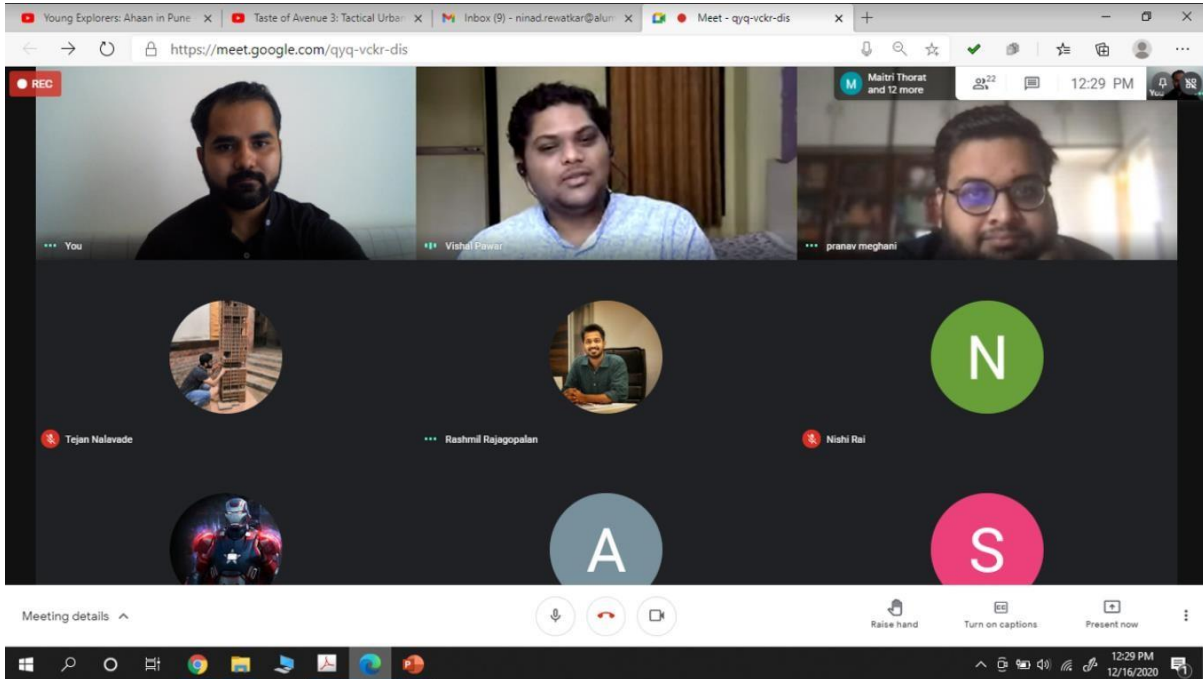 Young Explorers: Ahaan in Pune
Taste of Avenue 3: Tactical Urban
Inbox (9) - ninad.rewatkar@alum
Meet - qyq-vckr-dis
https://meet.google.com/qyq-vckr-dis
REC
Maitri Thorat
and 12 more
22
12:29 PM
You
You
Vishal Pawar
pranav meghani
N
Tejan Nalavade
Rashmil Rajagopalan
Nishi Rai
A
S
Meeting details
Raise hand
CC
Turn on captions
Present now
12:29 PM
12/16/2020
1